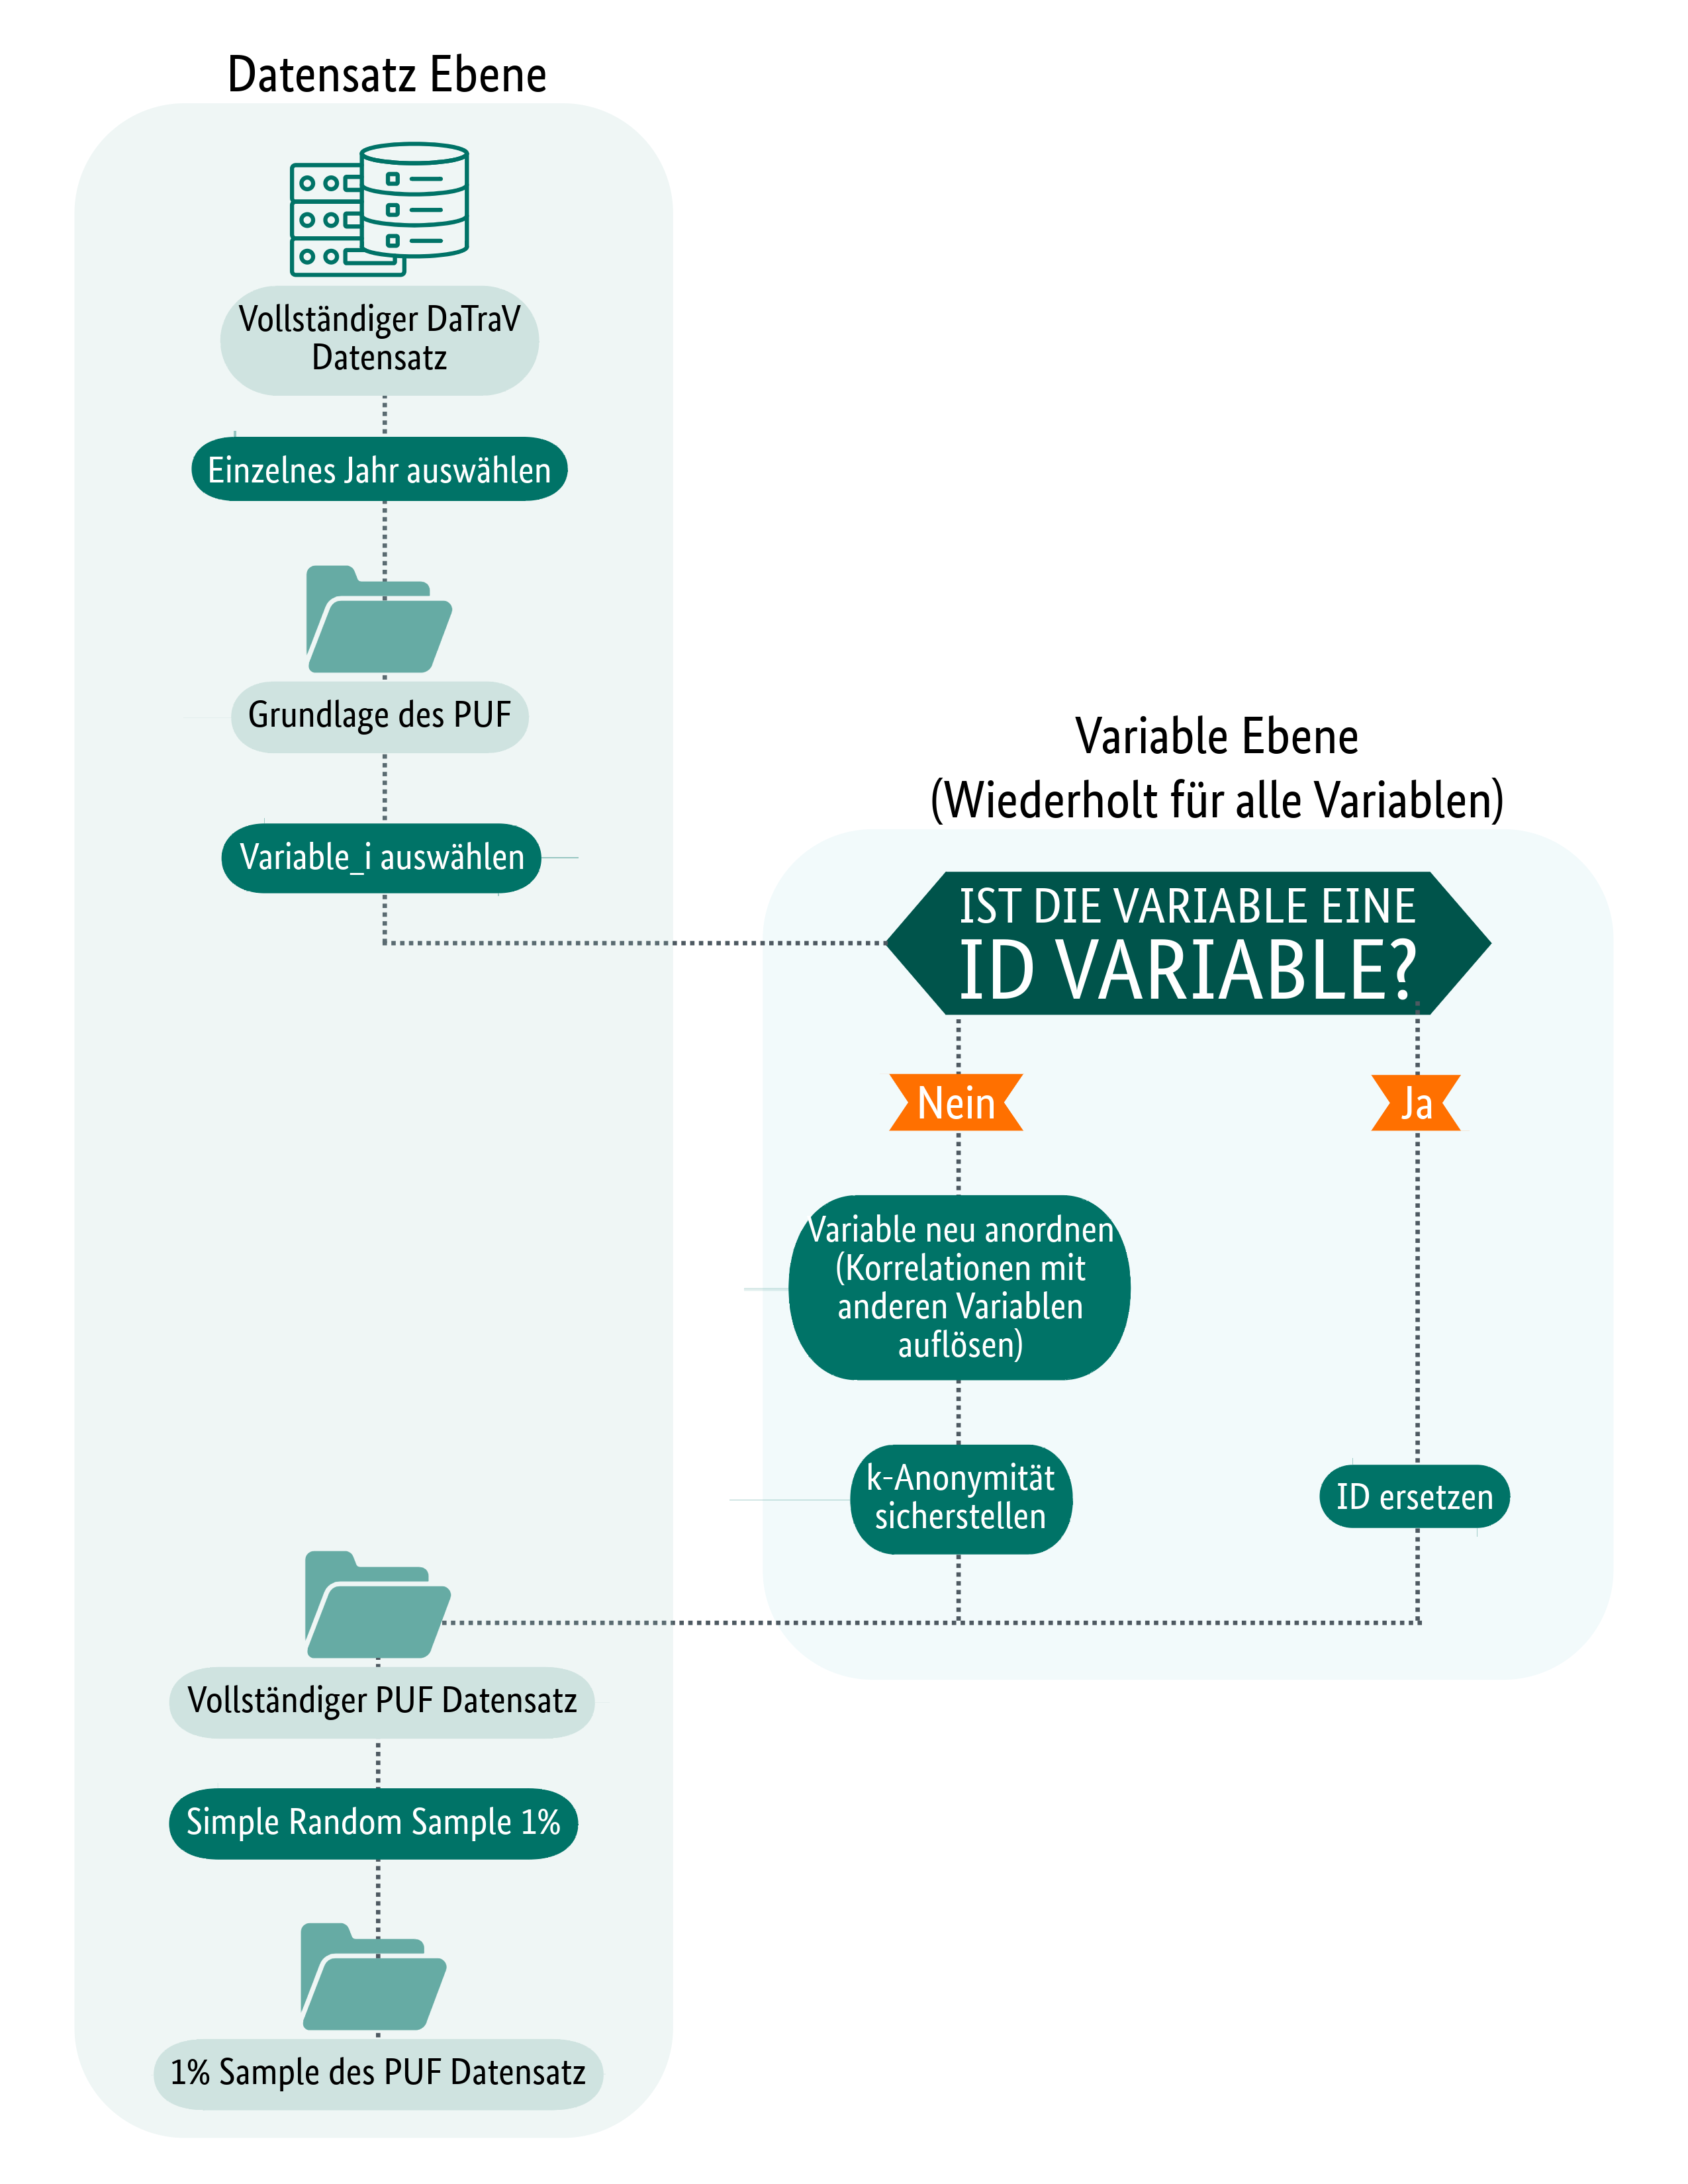 Datensatz Ebene
Vollständiger DaTraV
Datensatz
Einzelnes Jahr auswählen
Grundlage des PUF
Variable_i auswählen
Variable Ebene
(Wiederholt für alle Variablen)
IST DIE VARIABLE EINE
ID VARIABLE?
Nein
Ja
Variable neu anordnen
(Korrelationen mit
anderen Variablen
auflösen)
k-Anonymität
sicherstellen
ID ersetzen
Vollständiger PUF Datensatz
Simple Random Sample 1%
1% Sample des PUF Datensatz